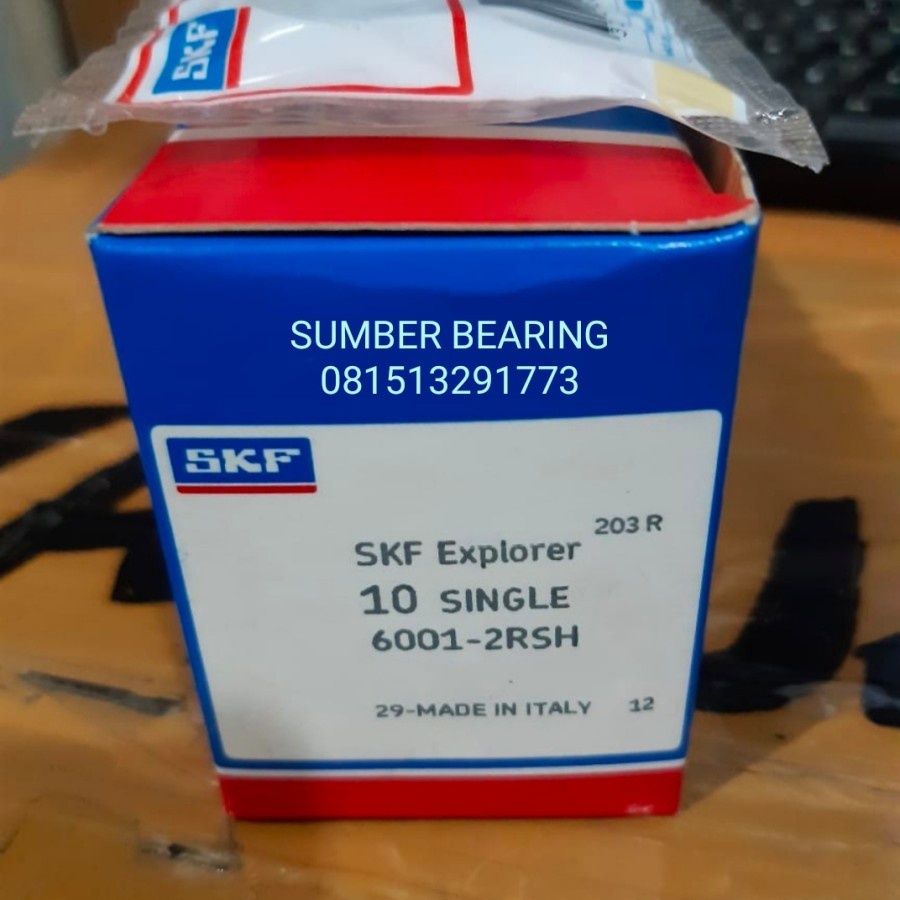 SKF
SUMBER BEARING
081513291773
SKF
203 R
SKF Explorer
10 SINGLE
6001-2RSH
29-MADE IN ITALY 12